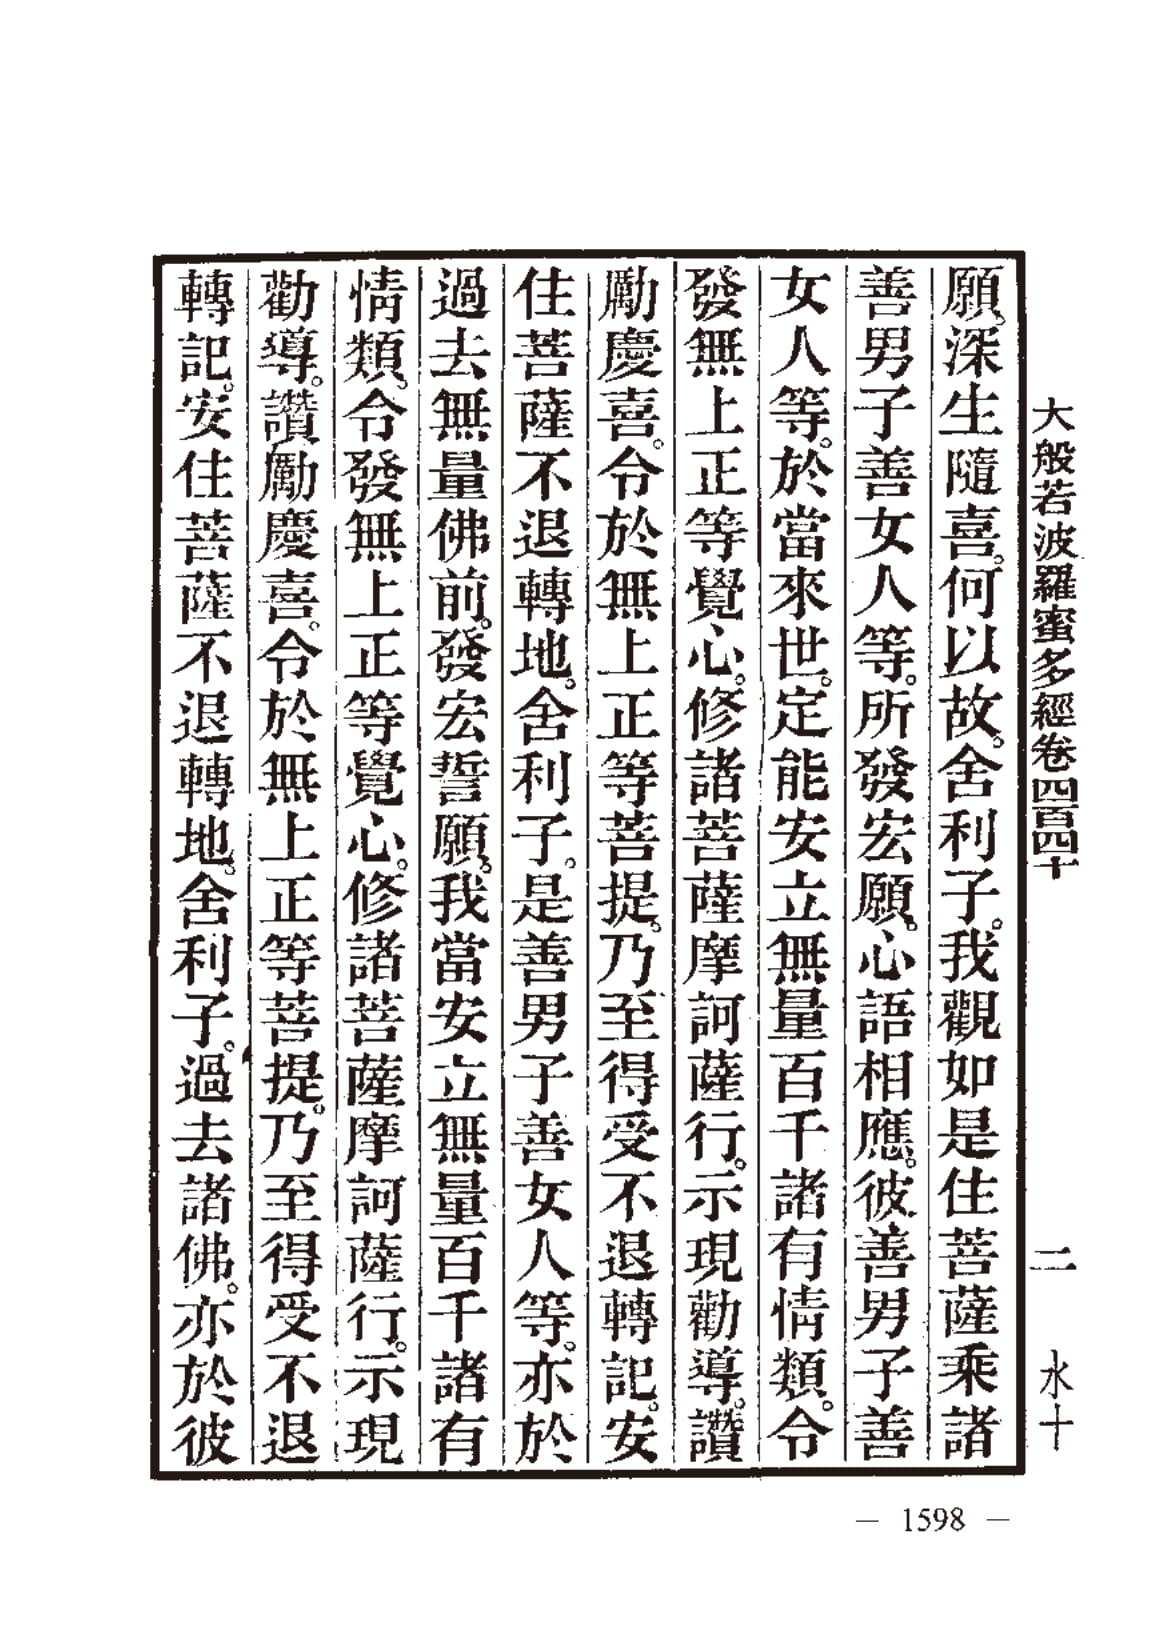 大般若波羅蜜多經卷四百四十　二　水十
願。深生隨喜。何以故。舍利子。我觀如是住菩薩乘諸
善男子善女人等。所發宏願。心語相應。彼善男子善
女人等。於當來世。定能安立無量百千諸有情類。令
發無上正等覺心。修諸菩薩摩訶薩行。示現勸導。讚
勵慶喜。令於無上正等菩提。乃至得受不退轉記。安
住菩薩不退轉地。舍利子。是善男子善女人等。亦於
過去無量佛前。發宏誓願。我當安立無量百千諸有
情類。令發無上正等覺心。修諸菩薩摩訶薩行。示現
勸導。讚勵慶喜。令於無上正等菩提。乃至得受不退
轉記。安住菩薩不退轉地。舍利子。過去諸佛。亦於彼
— 1598 —